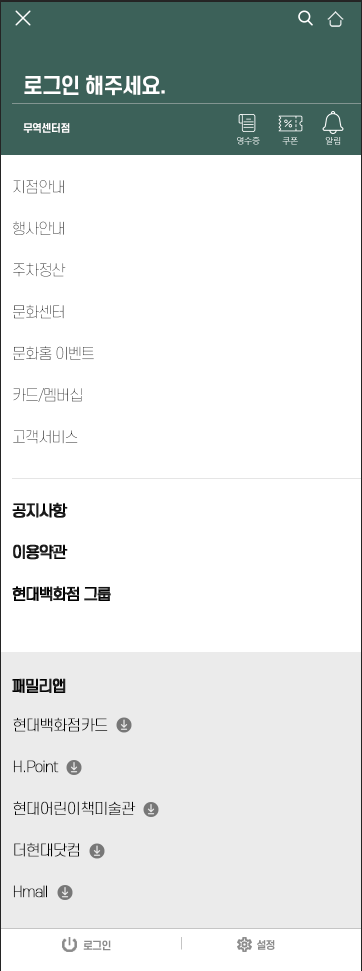 로그인 해주세요.
무역센터점
영수증 쿠폰 알림
지점안내
행사안내
주차정산
문화센터
문화홀 이벤트
카드/멤버십
고객서비스
공지사항
이용약관
현대백화점 그룹
패밀리앱
현대백화점카드
H.Point
현대어린이책미술관
더현대닷컴
Hmall
로그인 설정